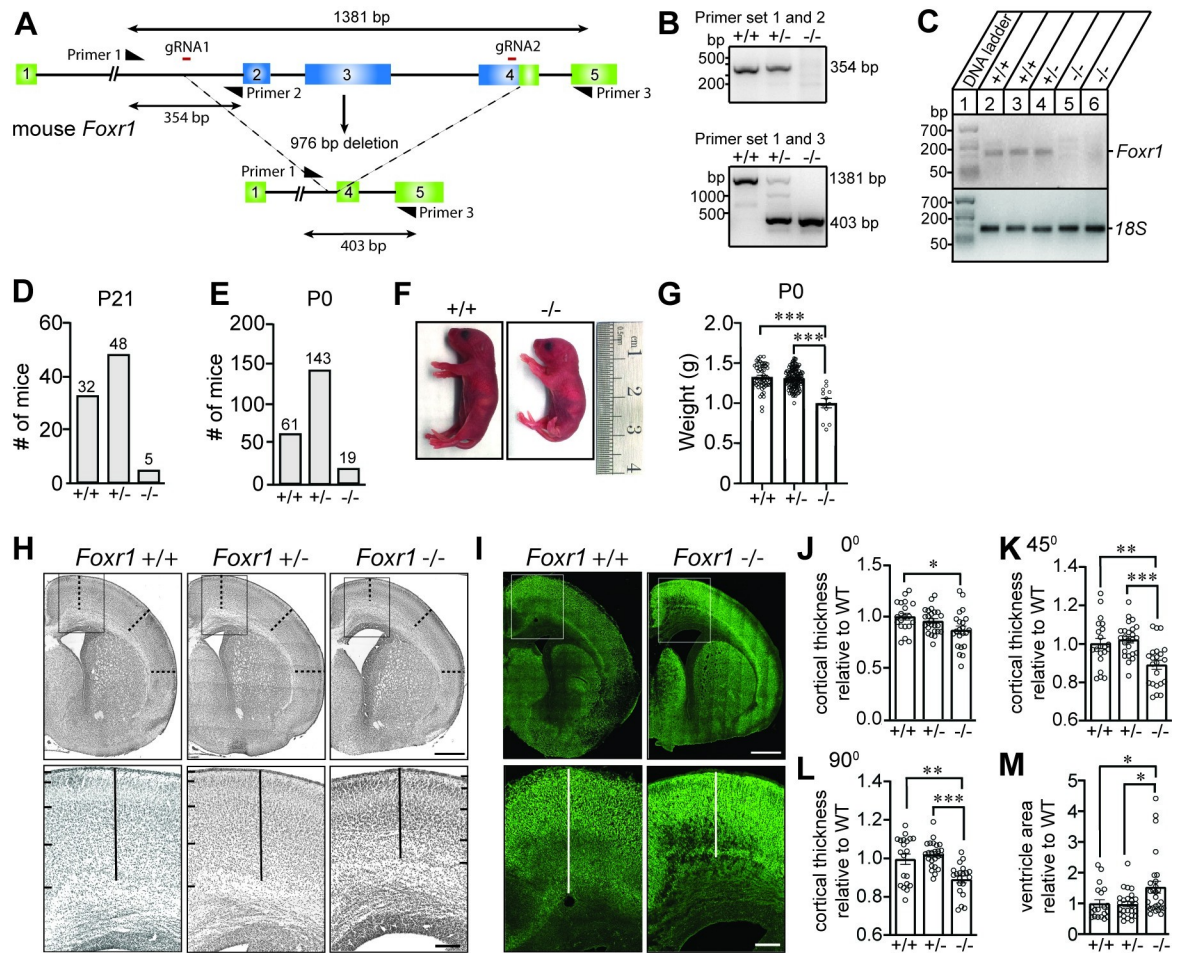 A
1381 bp
Primer 1
gRNA1
gRNA2
1
2
3
4
5
Primer 2
Primer 3
354 bp
mouse Foxr1
976 bp deletion
Primer 1
1
4
5
Primer 3
403 bp
B
Primer set 1 and 2
+/+ +/- -/-
bp
500
200
354 bp
Primer set 1 and 3
+/+ +/- -/-
bp
1000
500
1381 bp
403 bp
C
DNA ladder
+/+
+/+
+/-
-/-
-/-
bp
1 2 3 4 5 6
700
200
50
Foxr1
700
200
50
18S
D
P21
# of mice
60
40
20
0
32
48
5
+/+ +/- -/-
E
P0
# of mice
200
150
100
50
0
61
143
19
+/+ +/- -/-
F
+/+
-/-
0.5mm
cm
1
2
3
4
G
P0
Weight (g)
2.0
1.5
1.0
0.5
0
***
***
+/+ +/- -/-
H
Foxr1 +/+
Foxr1 +/-
Foxr1 -/-
I
Foxr1 +/+
Foxr1 -/-
J
0⁰
cortical thickness
relative to WT
1.5
1.0
0.5
0.0
*
+/+ +/- -/-
K
45⁰
cortical thickness
relative to WT
1.4
1.2
1.0
0.8
0.6
**
***
+/+ +/- -/-
L
90⁰
cortical thickness
relative to WT
1.4
1.2
1.0
0.8
0.6
**
***
+/+ +/- -/-
M
ventricle area
relative to WT
5
4
3
2
1
0
*
*
+/+ +/- -/-